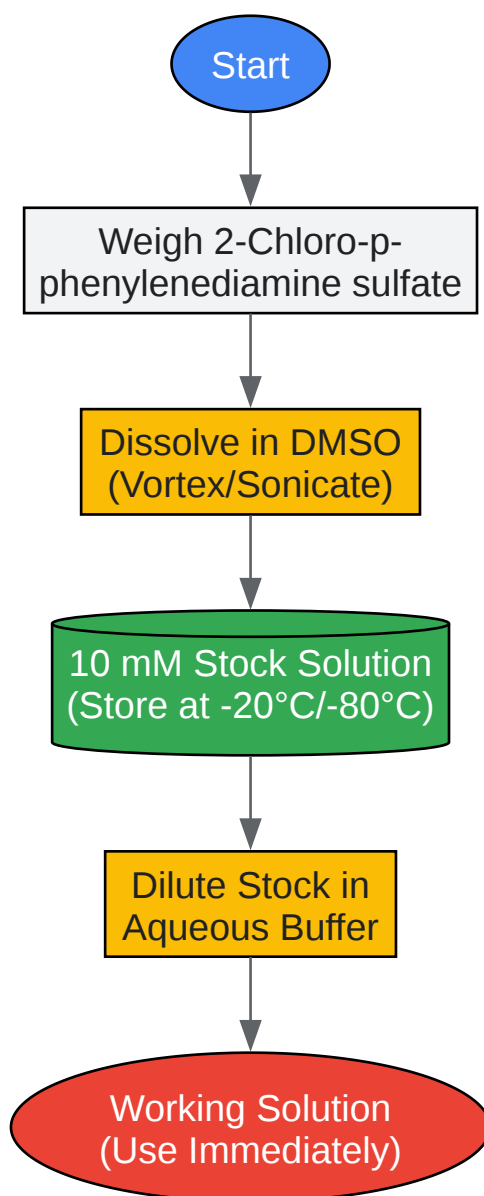 Start
Weigh 2-Chloro-p-
phenylenediamine sulfate
Dissolve in DMSO
(Vortex/Sonicate)
10 mM Stock Solution
(Store at -20°C/-80°C)
Dilute Stock in
Aqueous Buffer
Working Solution
(Use Immediately)